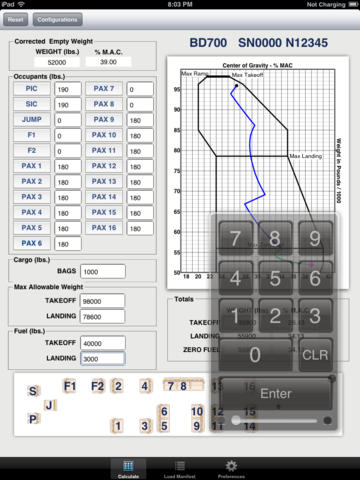 iPad
8:03 PM
Not Charging
Reset
Configurations
Corrected Empty Weight
WEIGHT (lbs.) % M.A.C.
52000 39.00
BD700 SN0000 N12345
Occupants (lbs.)
PIC 190 PAX 7 0
SIC 190 PAX 8 0
JUMP 0 PAX 9 180
F1 0 PAX 10 180
F2 0 PAX 11 180
PAX 1 180 PAX 12 180
PAX 2 180 PAX 13 180
PAX 3 180 PAX 14 180
PAX 4 180 PAX 15 180
PAX 5 180 PAX 16 180
PAX 6 180
Cargo (lbs.)
BAGS 1000
Max Allowable Weight
TAKEOFF 98000
LANDING 78600
Fuel (lbs.)
TAKEOFF 40000
LANDING 3000
Center of Gravity - % MAC
Max Ramp
Max Takeoff
Max Landing
95
90
85
80
75
70
65
60
55
50
18 20 22 24
Weight in Pounds / 1000
Totals
TAKEOFF
LANDING
ZERO FUEL
7 8 9
4 5 6
1 2 3
0 CLR
Enter
S F1 F2 2 4 7 8 13 16
J
P 1 3 5 6 9 10 11 12 14 15
Calculate
Load Manifest
Preferences